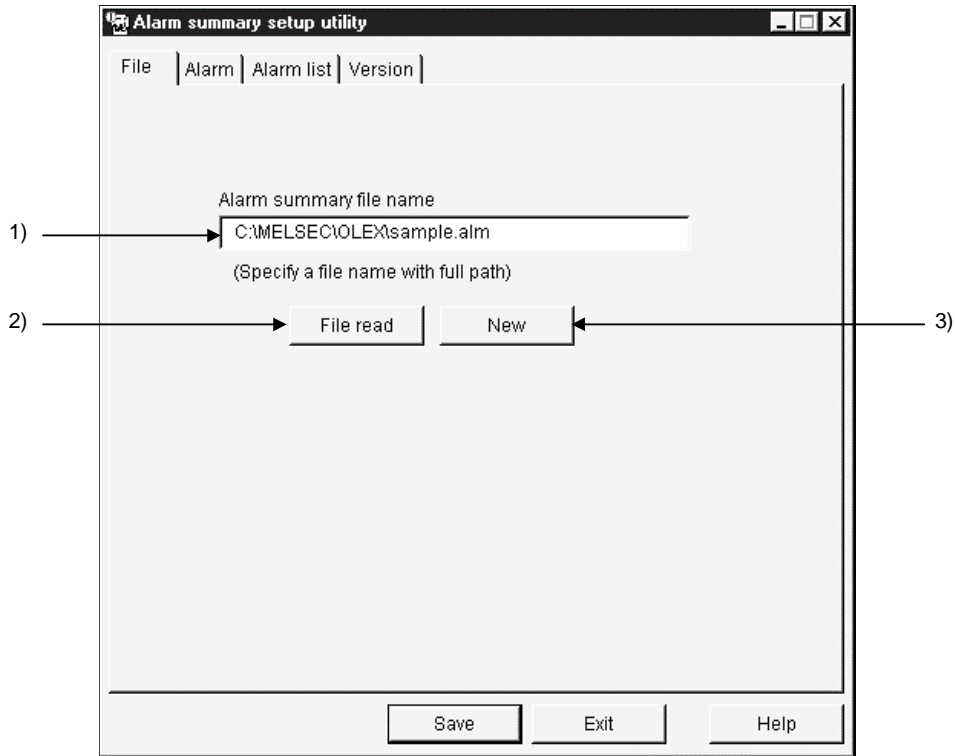 Alarm summary setup utility
File Alarm Alarm list Version
Alarm summary file name
1) C:\MELSEC\OLEX\sample.alm
(Specify a file name with full path)
2) File read New 3)
Save Exit Help